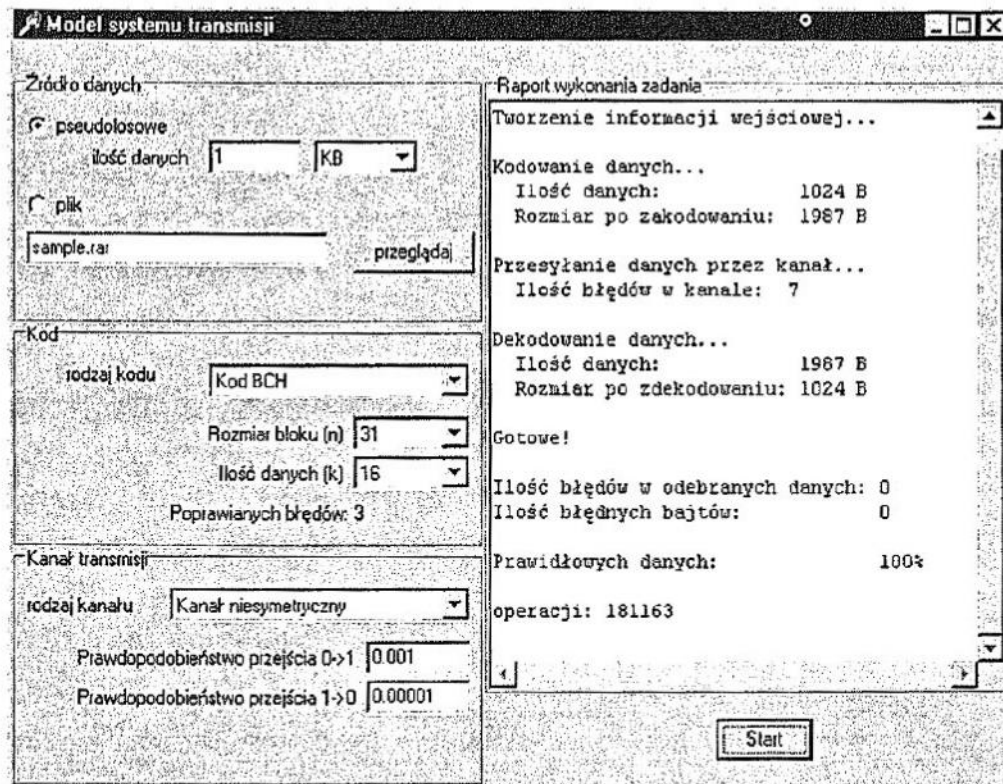 Model systemu transmisji
Źródło danych
pseudolosowe
ilość danych 1 KB
plik
sample.rar
przeglądaj
Kod
rodzaj kodu Kod BCH
Rozmiar bloku (n) 31
Ilość danych (k) 16
Poprawianych błędów: 3
Kanał transmisji
rodzaj kanału Kanał niesymetryczny
Prawdopodobieństwo przejścia 0->1 0.001
Prawdopodobieństwo przejścia 1->0 0.00001
Raport wykonania zadania
Tworzenie informacji wejściowej...
Kodowanie danych...
Ilość danych: 1024 B
Rozmiar po zakodowaniu: 1987 B
Przesyłanie danych przez kanał...
Ilość błędów w kanale: 7
Dekodowanie danych...
Ilość danych: 1987 B
Rozmiar po zdekodowaniu: 1024 B
Gotowe!
Ilość błędów w odebranych danych: 0
Ilość błędnych bajtów: 0
Prawidłowych danych: 100%
operacji: 181163
Start